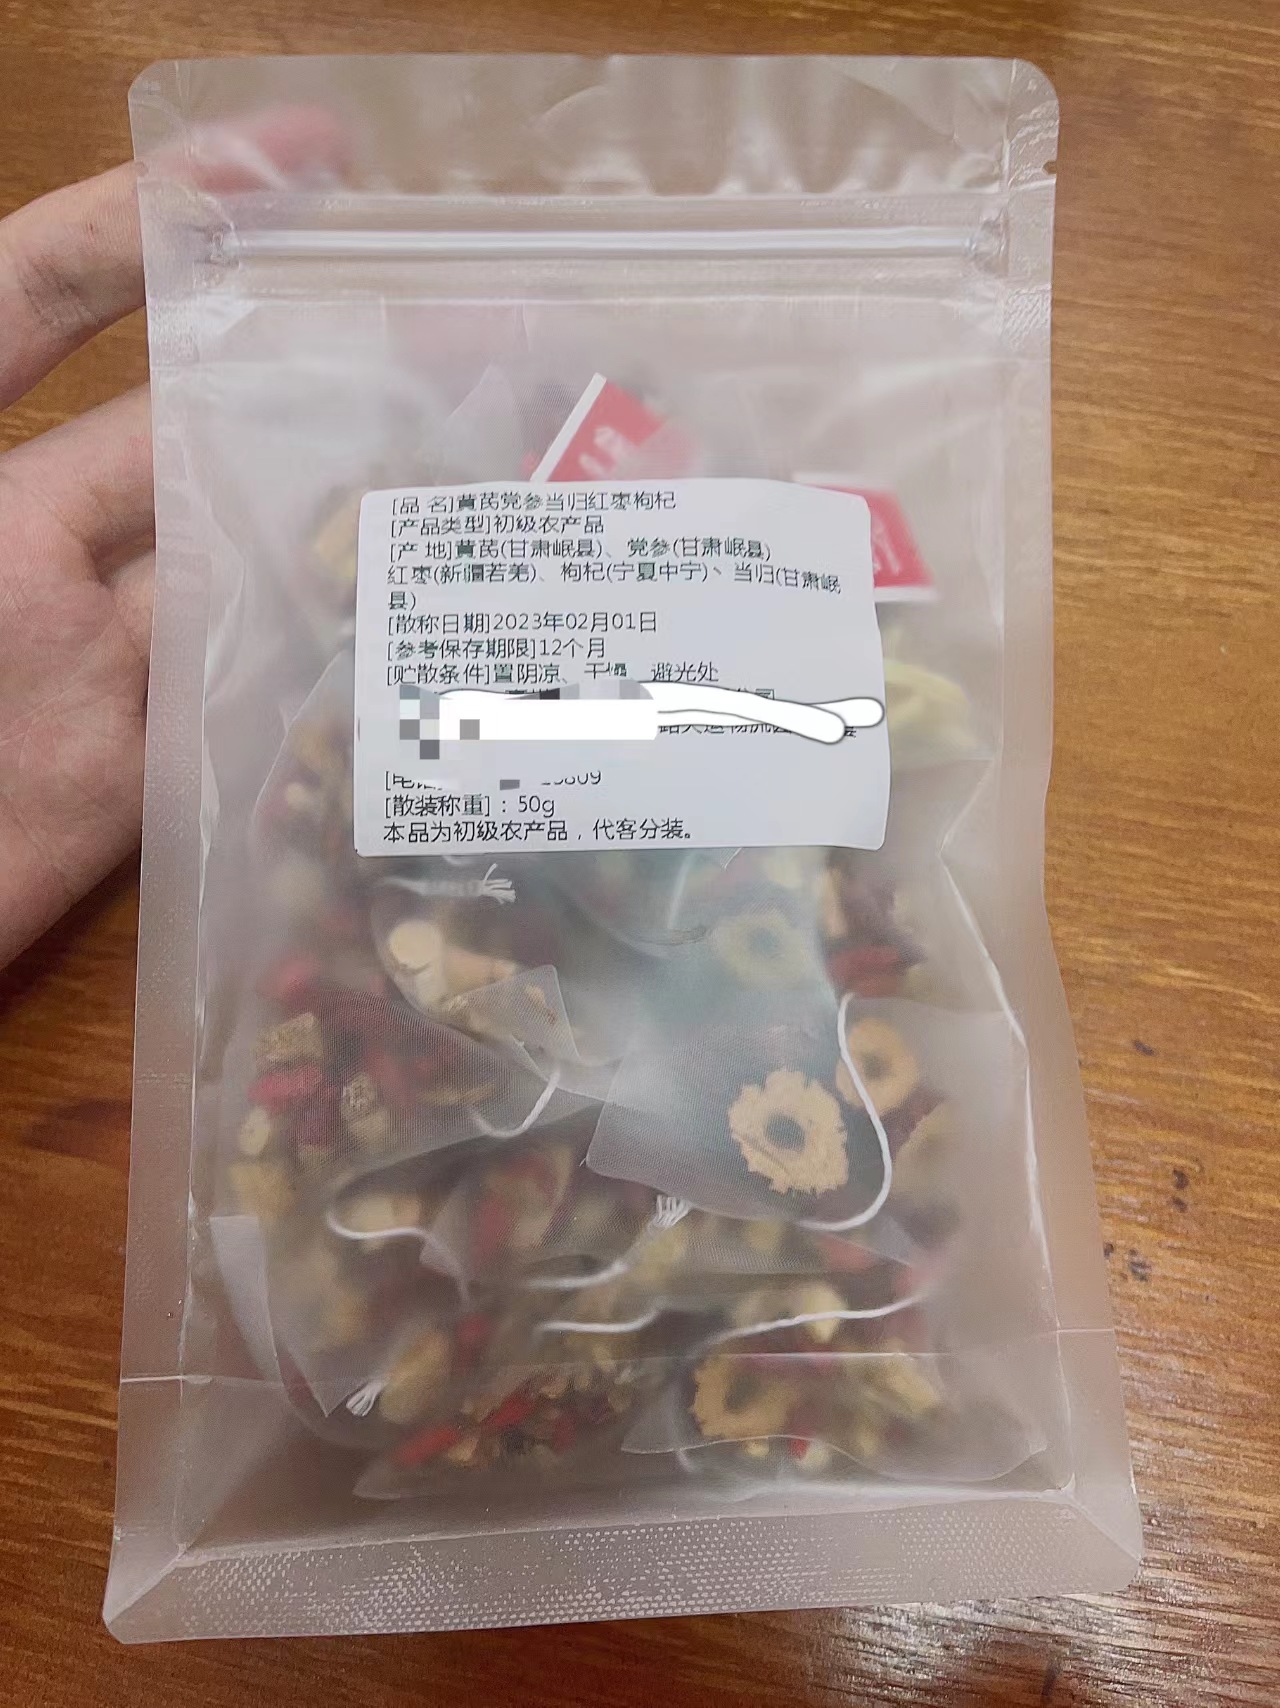 [品 名]黄芪党参当归红枣枸杞
[产品类型]初级农产品
[产 地]黄芪(甘肃岷县)、党参(甘肃岷县)
红枣(新疆若羌)、枸杞(宁夏中宁)、当归(甘肃岷
县)
[散称日期]2023年02月01日
[参考保存期限]12个月
[贮散条件]置阴凉、干燥、避光处
[散装称重]：50g
本品为初级农产品，代客分装。